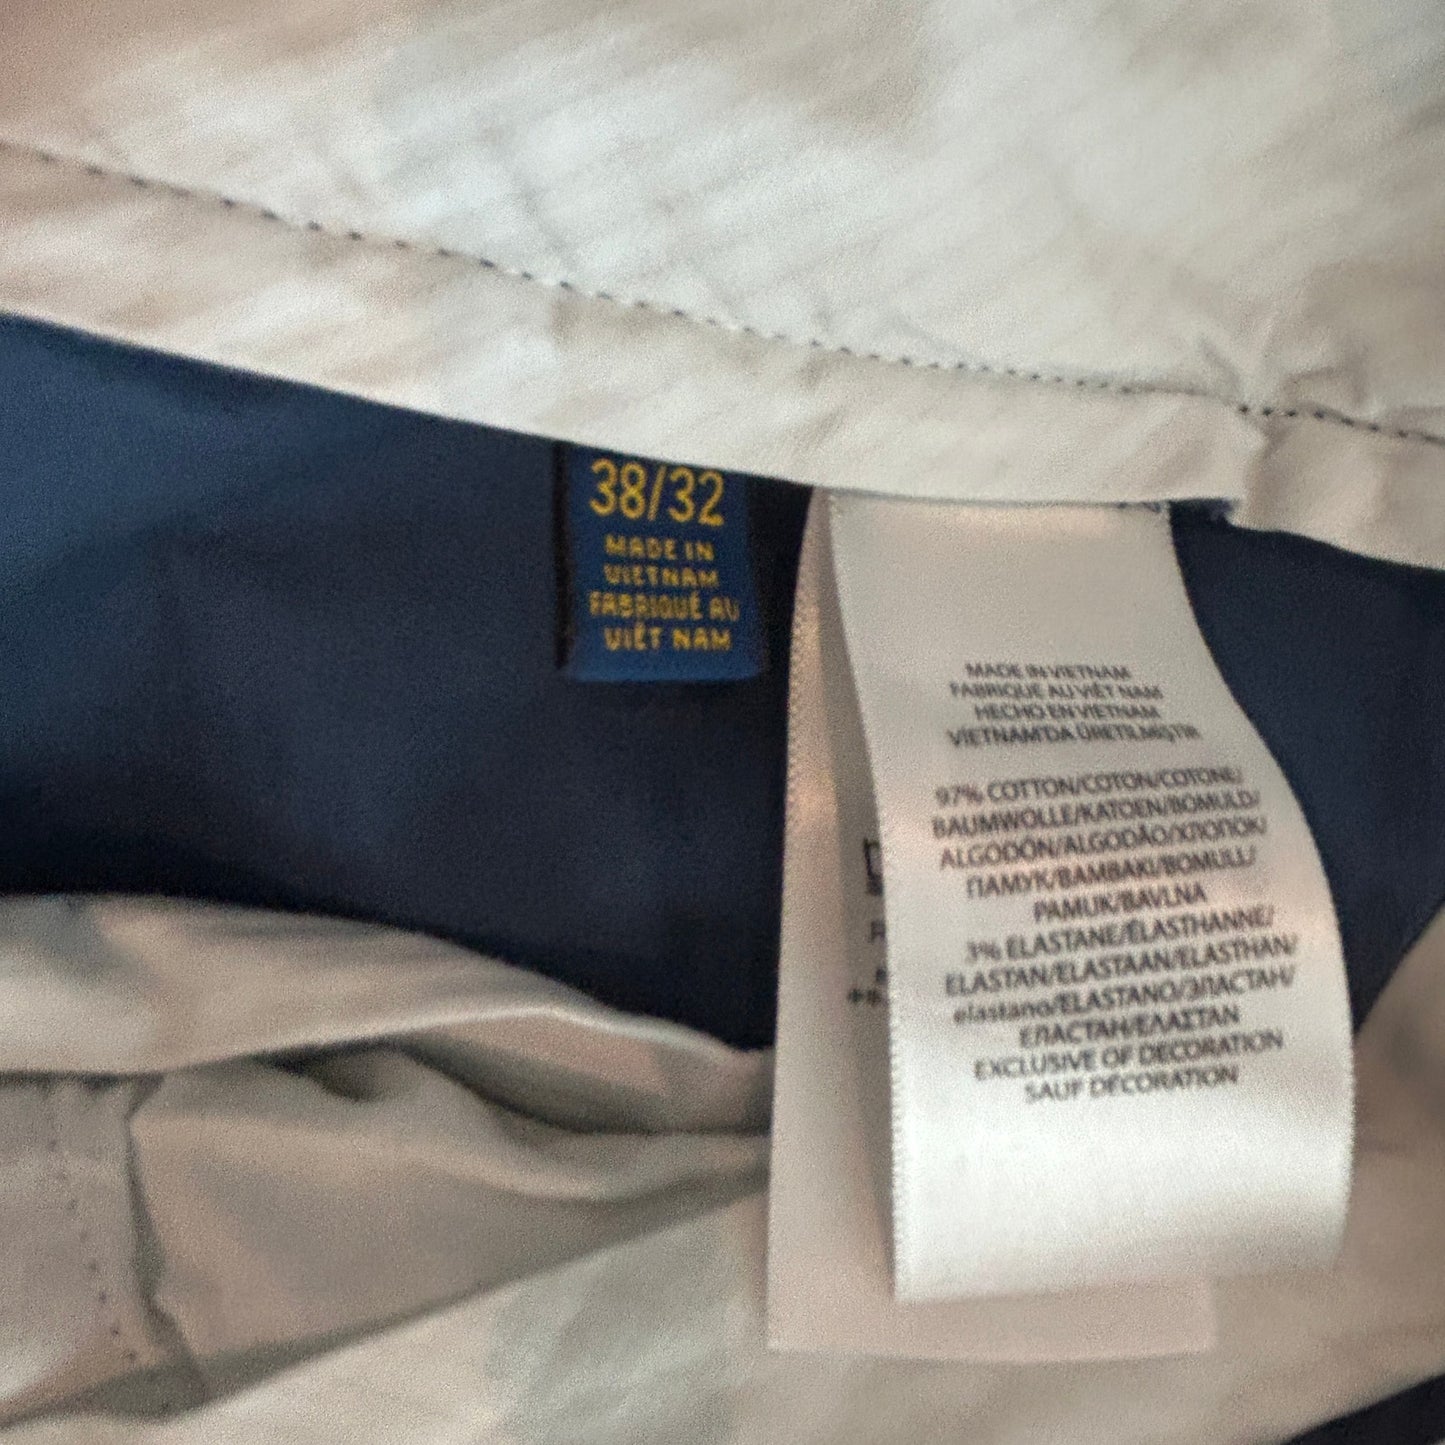 38/32
MADE IN
VIETNAM
FABRIQUÉ AU
VIÊT NAM
MADE IN VIETNAM
FABRIQUÉ AU VIÊT NAM
HECHO EN VIETNAM
VIETNAM'DA ÜRETILMIŞTIR
97% COTTON/COTON/COTONE/
BAUMWOLLE/KATOEN/BOMULD/
ALGODÓN/ALGODÃO/ХЛОПОК/
ПАМУК/BAMBAKI/BOMULL/
PAMUK/BAVLNA
3% ELASTANE/ÉLASTHANNE/
ELASTAN/ELASTAAN/ELASTHAN/
elastano/ELASTANO/ЭЛАСТАН/
ЕЛАСТАН/ΕΛΑΣΤΑΝ
EXCLUSIVE OF DECORATION
SAUF DÉCORATION